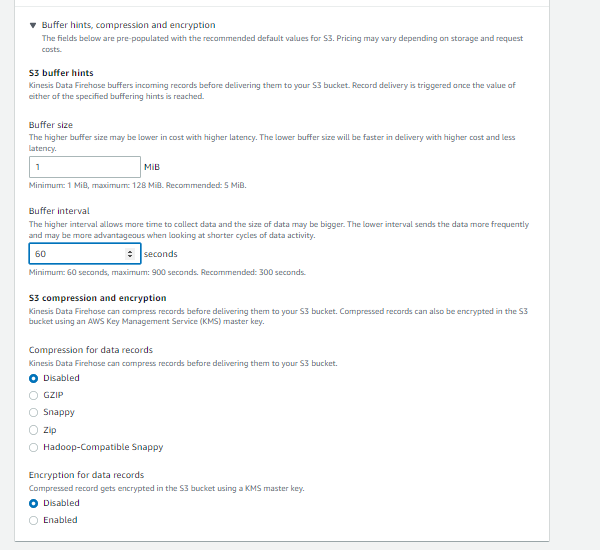 Buffer hints, compression and encryption
The fields below are pre-populated with the recommended default values for S3. Pricing may vary depending on storage and request
costs.
S3 buffer hints
Kinesis Data Firehose buffers incoming records before delivering them to your S3 bucket. Record delivery is triggered once the value of
either of the specified buffering hints is reached.
Buffer size
The higher buffer size may be lower in cost with higher latency. The lower buffer size will be faster in delivery with higher cost and less
latency.
1 MiB
Minimum: 1 MiB, maximum: 128 MiB. Recommended: 5 MiB.
Buffer interval
The higher interval allows more time to collect data and the size of data may be bigger. The lower interval sends the data more frequently
and may be more advantageous when looking at shorter cycles of data activity.
60 seconds
Minimum: 60 seconds, maximum: 900 seconds. Recommended: 300 seconds.
S3 compression and encryption
Kinesis Data Firehose can compress records before delivering them to your S3 bucket. Compressed records can also be encrypted in the S3
bucket using an AWS Key Management Service (KMS) master key.
Compression for data records
Kinesis Data Firehose can compress records before delivering them to your S3 bucket.
Disabled
GZIP
Snappy
Zip
Hadoop-Compatible Snappy
Encryption for data records
Compressed record gets encrypted in the S3 bucket using a KMS master key.
Disabled
Enabled